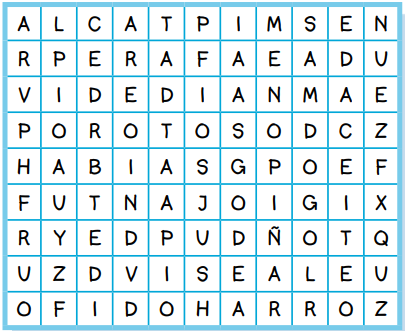 A L C A T P I M S E N
R P E R A F A E A D U
V I D E D I A N M A E
P O R O T O S O D C Z
H A B I A S G P O E F
F U T N A J O I G I X
R Y E D P U D Ñ O T Q
U Z D V I S E A L E U
O F I D O H A R R O Z